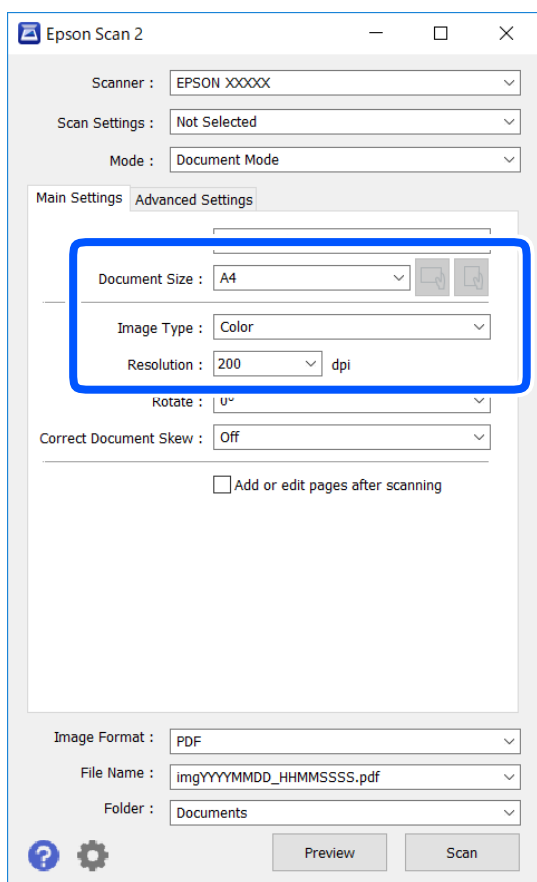 Epson Scan 2
Scanner : EPSON XXXXX
Scan Settings : Not Selected
Mode : Document Mode
Main Settings Advanced Settings
Document Size : A4
Image Type : Color
Resolution : 200 dpi
Rotate : 0°
Correct Document Skew : Off
Add or edit pages after scanning
Image Format : PDF
File Name : imgYYYYMMDD_HHMMSSSS.pdf
Folder : Documents
? Preview Scan